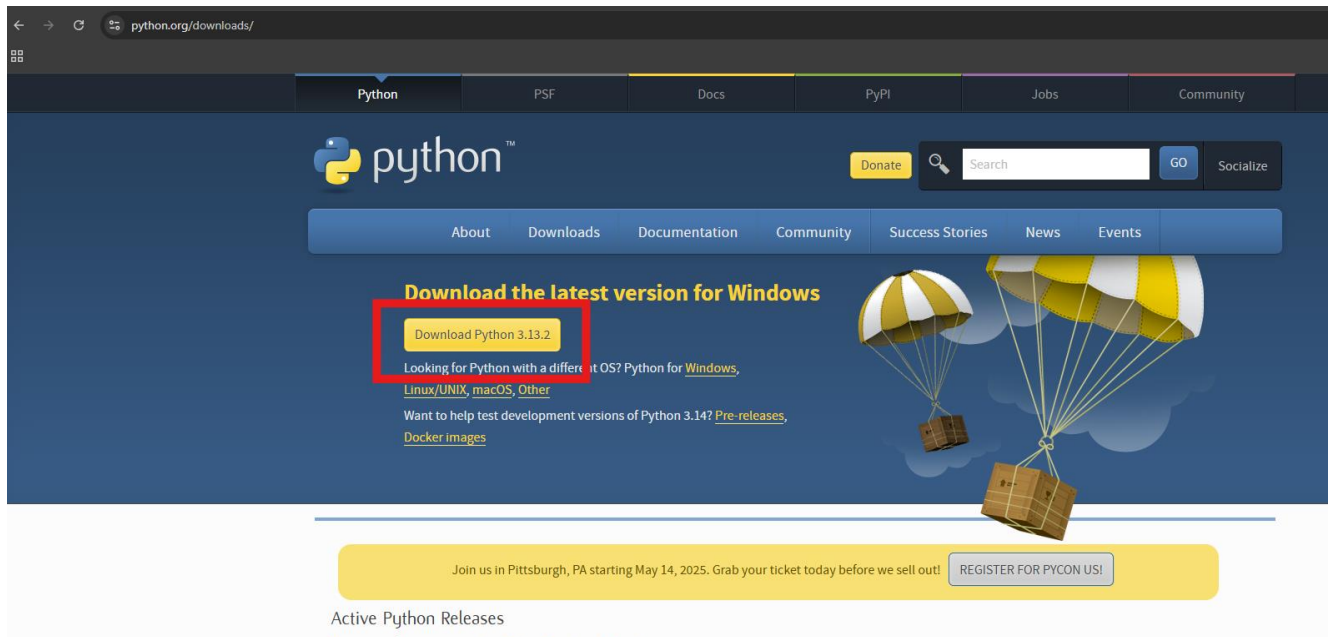 python.org/downloads/
Python PSF Docs PyPI Jobs Community
python™
Donate Search GO Socialize
About Downloads Documentation Community Success Stories News Events
Download the latest version for Windows
Download Python 3.13.2
Looking for Python with a different OS? Python for Windows,
Linux/UNIX, macOS, Other
Want to help test development versions of Python 3.14? Pre-releases,
Docker images
Join us in Pittsburgh, PA starting May 14, 2025. Grab your ticket today before we sell out! REGISTER FOR PYCON US!
Active Python Releases